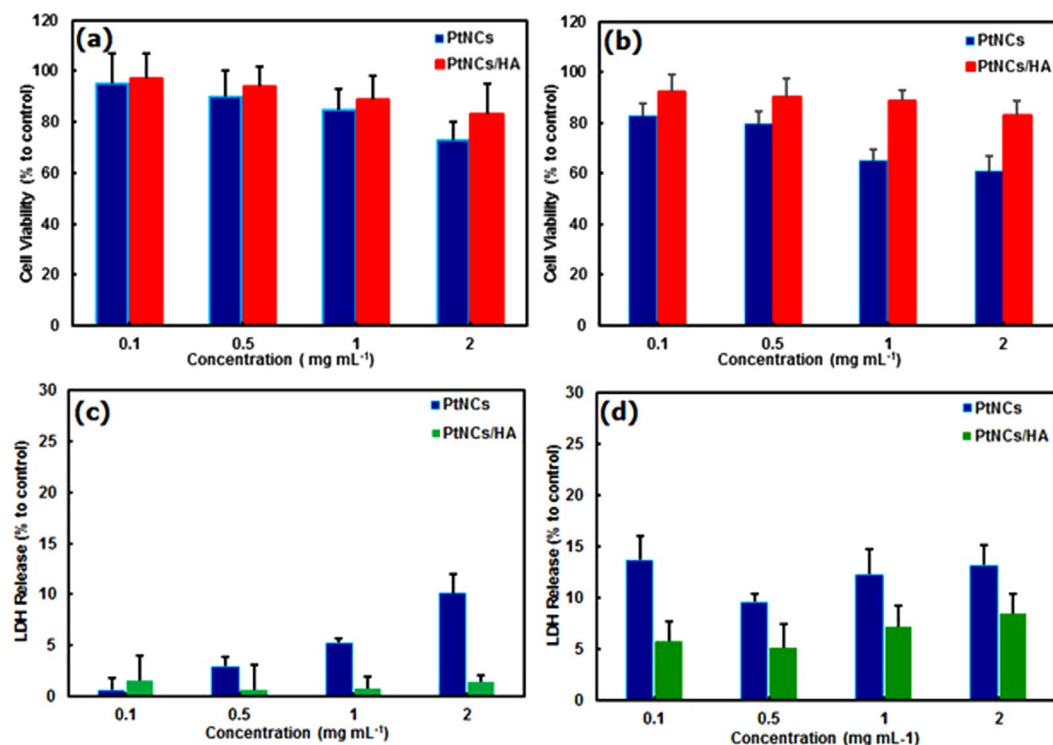 (a)
PtNCs
PtNCs/HA
Cell Viability (% to control)
120
100
80
60
40
20
0
0.1 0.5 1 2
Concentration ( mg mL-1)
(b)
PtNCs
PtNCs/HA
Cell Viability (% to control)
120
100
80
60
40
20
0
0.1 0.5 1 2
Concentration (mg mL-1)
(c)
PtNCs
PtNCs/HA
LDH Release (% to control)
30
25
20
15
10
5
0
0.1 0.5 1 2
Concentration (mg mL-1)
(d)
PtNCs
PtNCs/HA
LDH Release (% to control)
30
25
20
15
10
5
0
0.1 0.5 1 2
Concentration (mg mL-1)